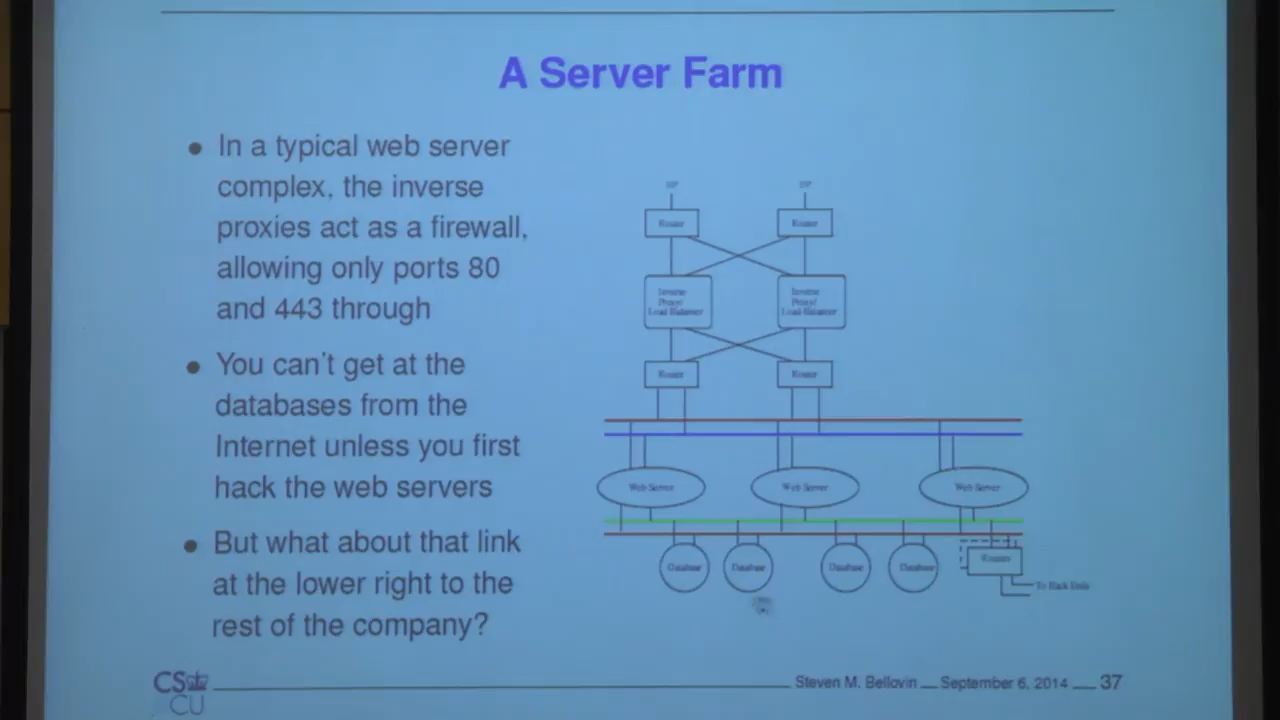 A Server Farm
• In a typical web server
complex, the inverse
proxies act as a firewall,
allowing only ports 80
and 443 through
• You can't get at the
databases from the
Internet unless you first
hack the web servers
• But what about that link
at the lower right to the
rest of the company?
ISP ISP
Router Router
Inverse Inverse
Proxy/ Proxy/
Load Balancer Load Balancer
Router Router
Web Server Web Server Web Server
Database Database Database Database
Router
To Back Ends
CS
CU
Steven M. Bellovin — September 6, 2014 — 37